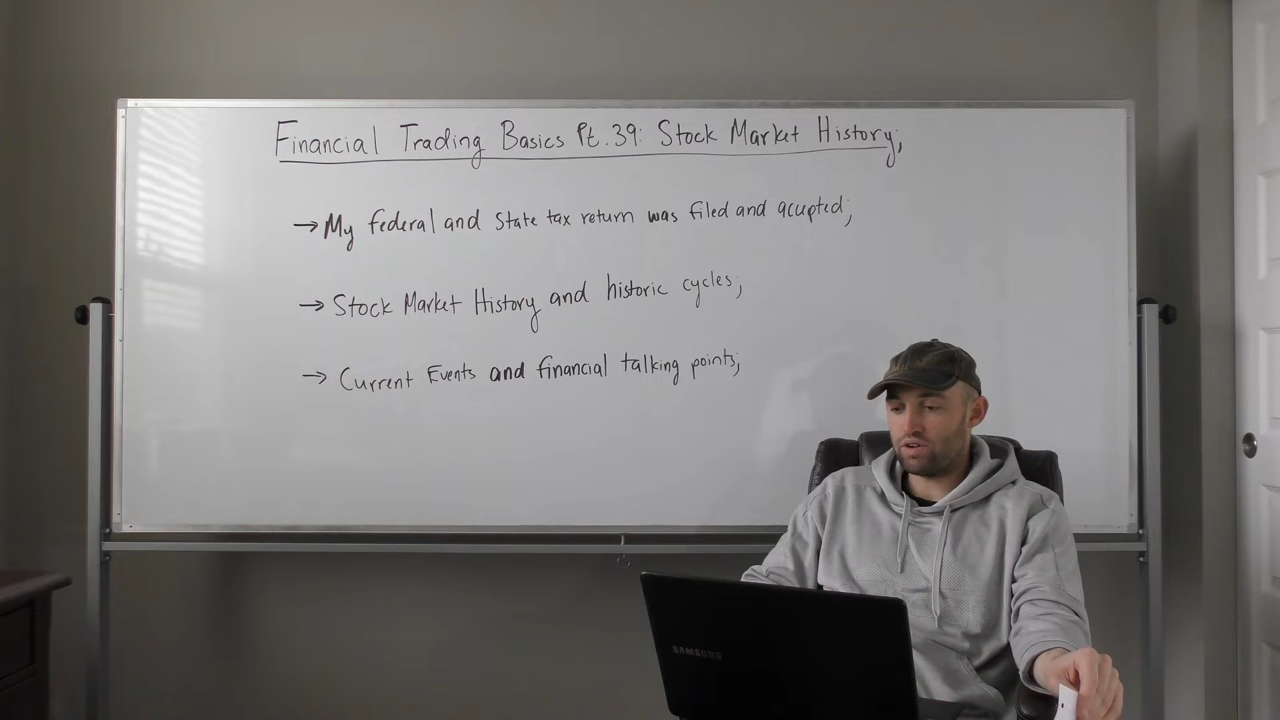 Financial Trading Basics Pt. 39: Stock Market History;
→ My federal and State tax return was filed and acupted;
→ Stock Market History and historic cycles;
→ Current Events and financial talking points;
SAMSUNG